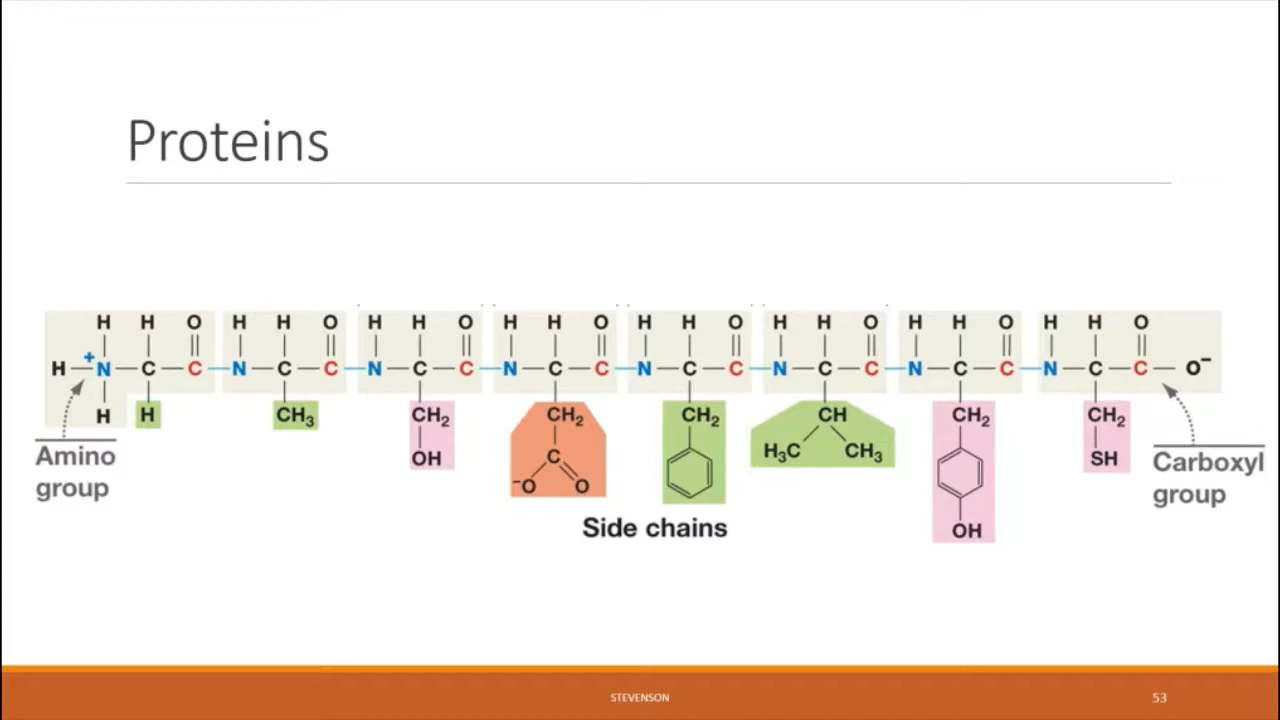 Proteins
H H O H H O H H O H H O H H O H H O H H O H H O
H + N C C N C C N C C N C C N C C N C C N C C N C C O⁻
H H CH₃ CH₂ CH₂ CH₂ CH CH₂ CH₂
Amino
group
OH C H₃C CH₃ SH
⁻O O
OH
Carboxyl
group
Side chains
STEVENSON 53